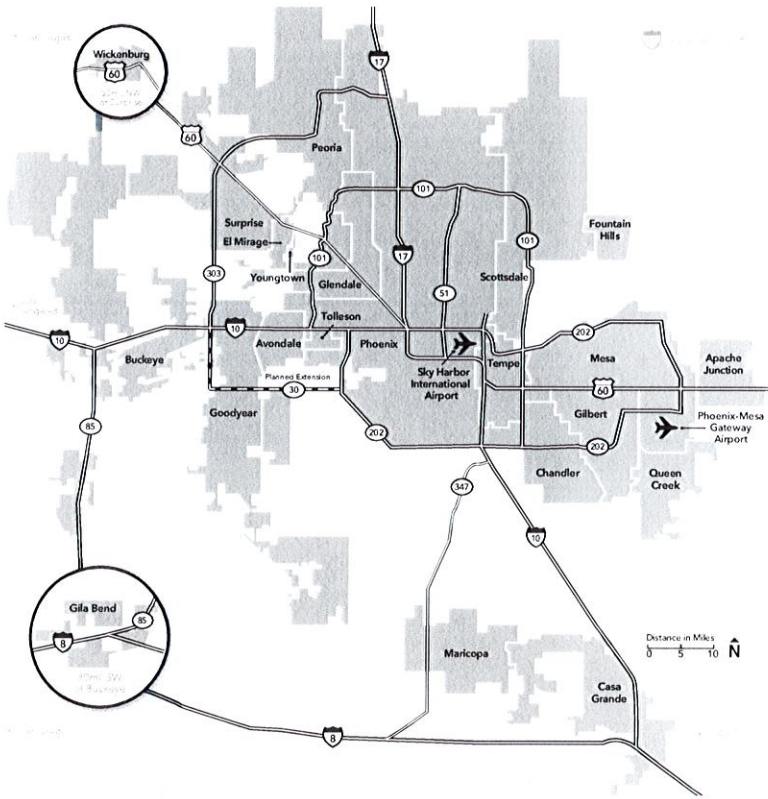 Wickenburg
60
17
60
Peoria
101
Surprise
El Mirage
101
17
101
Fountain
Hills
303
Youngtown
Glendale
51
Scottsdale
Tolleson
10
10
Avondale
Phoenix
202
Buckeye
Sky Harbor
International
Airport
Tempe
Mesa
Apache
Junction
Planned Extension
30
60
Goodyear
Gilbert
Phoenix-Mesa
Gateway
Airport
85
202
202
Chandler
Queen
Creek
347
10
Gila Bend
85
8
Maricopa
Distance in Miles
0 5 10 N
Casa
Grande
8